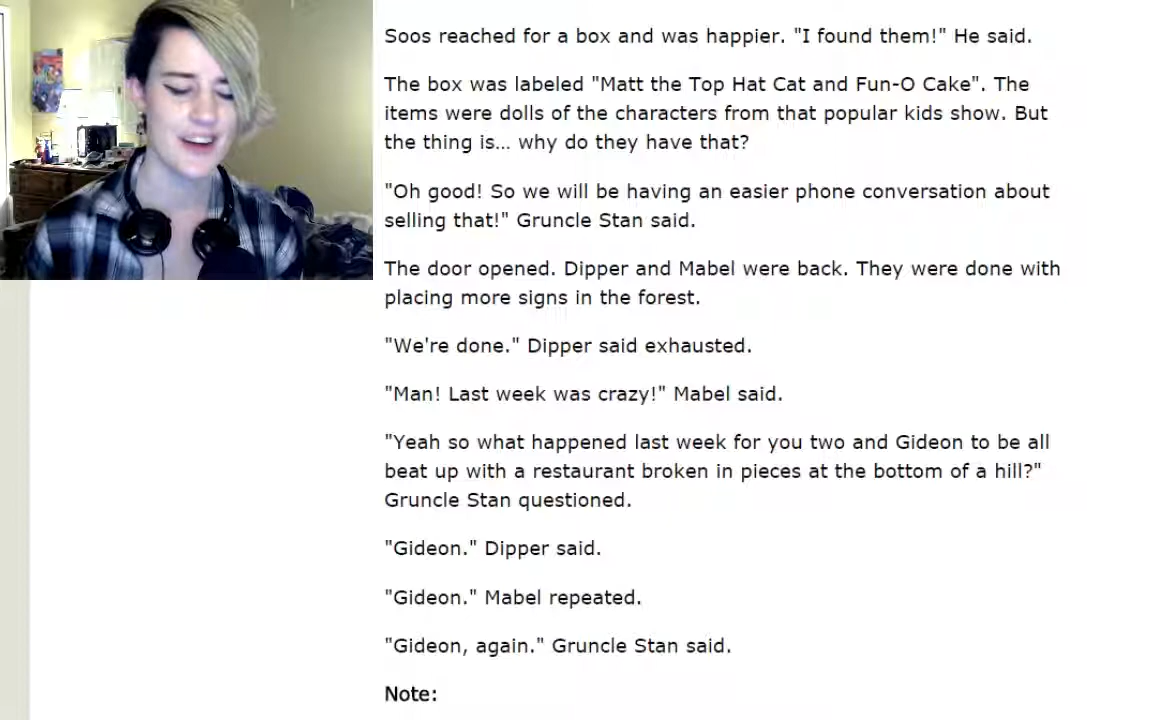 Soos reached for a box and was happier. "I found them!" He said.
The box was labeled "Matt the Top Hat Cat and Fun-O Cake". The
items were dolls of the characters from that popular kids show. But
the thing is... why do they have that?
"Oh good! So we will be having an easier phone conversation about
selling that!" Gruncle Stan said.
The door opened. Dipper and Mabel were back. They were done with
placing more signs in the forest.
"We're done." Dipper said exhausted.
"Man! Last week was crazy!" Mabel said.
"Yeah so what happened last week for you two and Gideon to be all
beat up with a restaurant broken in pieces at the bottom of a hill?"
Gruncle Stan questioned.
"Gideon." Dipper said.
"Gideon." Mabel repeated.
"Gideon, again." Gruncle Stan said.
Note: